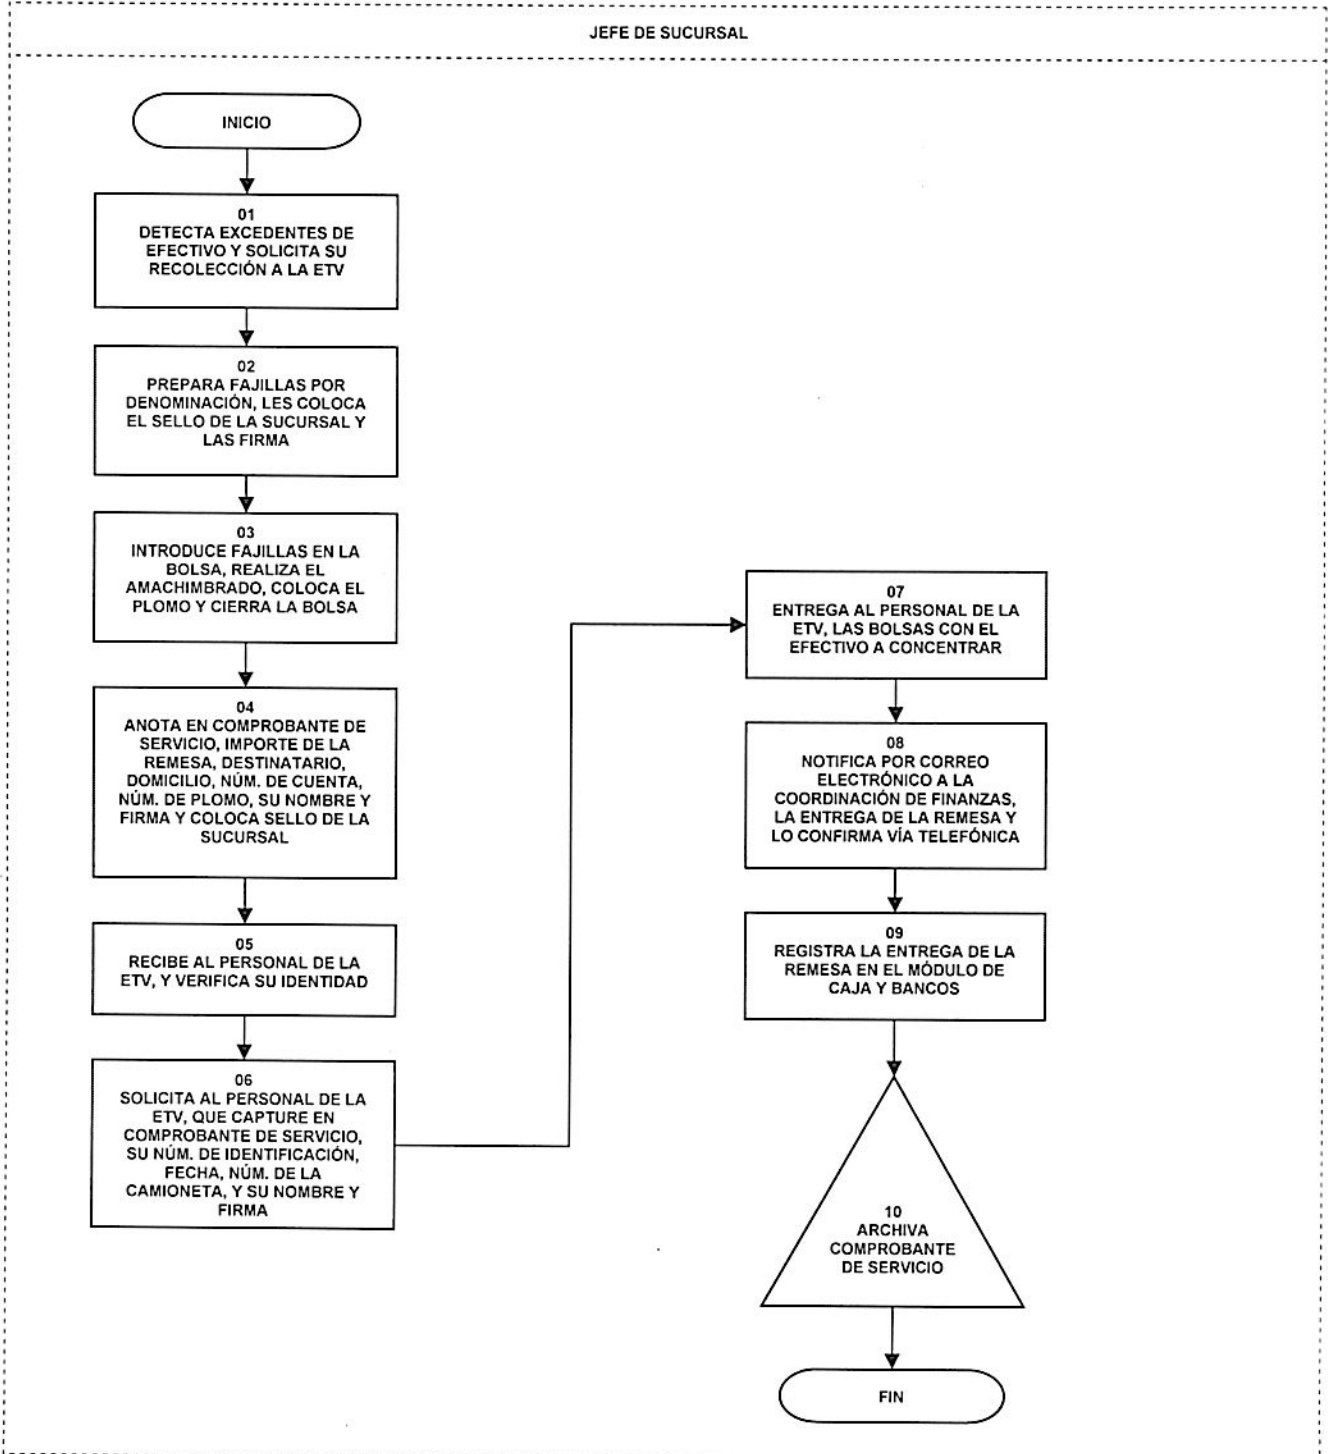 JEFE DE SUCURSAL
INICIO
01
DETECTA EXCEDENTES DE
EFECTIVO Y SOLICITA SU
RECOLECCIÓN A LA ETV
02
PREPARA FAJILLAS POR
DENOMINACIÓN, LES COLOCA
EL SELLO DE LA SUCURSAL Y
LAS FIRMA
03
INTRODUCE FAJILLAS EN LA
BOLSA, REALIZA EL
AMACHIMBRADO, COLOCA EL
PLOMO Y CIERRA LA BOLSA
04
ANOTA EN COMPROBANTE DE
SERVICIO, IMPORTE DE LA
REMESA, DESTINATARIO,
DOMICILIO, NÚM. DE CUENTA,
NÚM. DE PLOMO, SU NOMBRE Y
FIRMA Y COLOCA SELLO DE LA
SUCURSAL
05
RECIBE AL PERSONAL DE LA
ETV, Y VERIFICA SU IDENTIDAD
06
SOLICITA AL PERSONAL DE LA
ETV, QUE CAPTURE EN
COMPROBANTE DE SERVICIO,
SU NÚM. DE IDENTIFICACIÓN,
FECHA, NÚM. DE LA
CAMIONETA, Y SU NOMBRE Y
FIRMA
07
ENTREGA AL PERSONAL DE LA
ETV, LAS BOLSAS CON EL
EFECTIVO A CONCENTRAR
08
NOTIFICA POR CORREO
ELECTRÓNICO A LA
COORDINACIÓN DE FINANZAS,
LA ENTREGA DE LA REMESA Y
LO CONFIRMA VÍA TELEFÓNICA
09
REGISTRA LA ENTREGA DE LA
REMESA EN EL MÓDULO DE
CAJA Y BANCOS
10
ARCHIVA
COMPROBANTE
DE SERVICIO
FIN